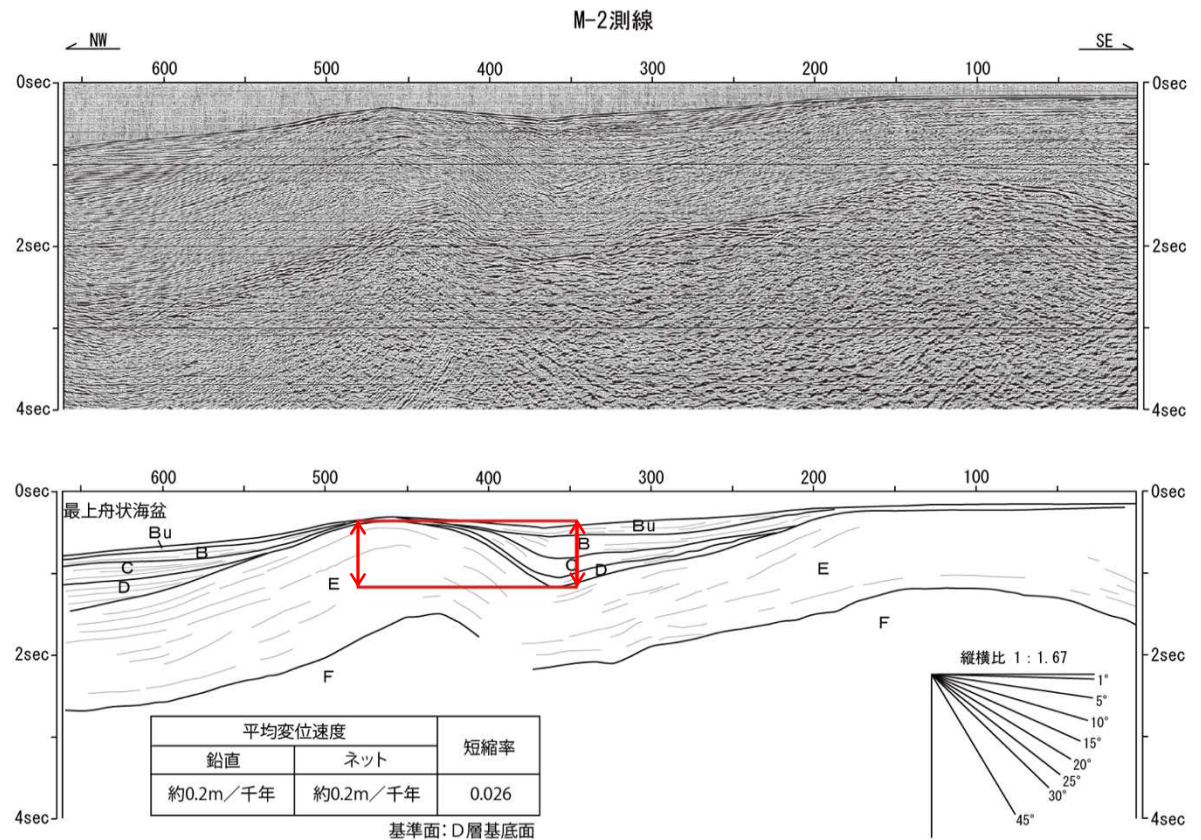 M-2測線
NW SE
600 500 400 300 200 100
0sec 0sec
2sec 2sec
4sec 4sec
600 500 400 300 200 100
0sec 0sec
最上舟状海盆
Bu Bu
B B
C C
D D
E E
F F
2sec 2sec
縦横比 1：1.67
1°
5°
10°
15°
20°
25°
30°
45°
平均変位速度 短縮率
鉛直 ネット
約0.2m／千年 約0.2m／千年 0.026
基準面：D層基底面
4sec 4sec